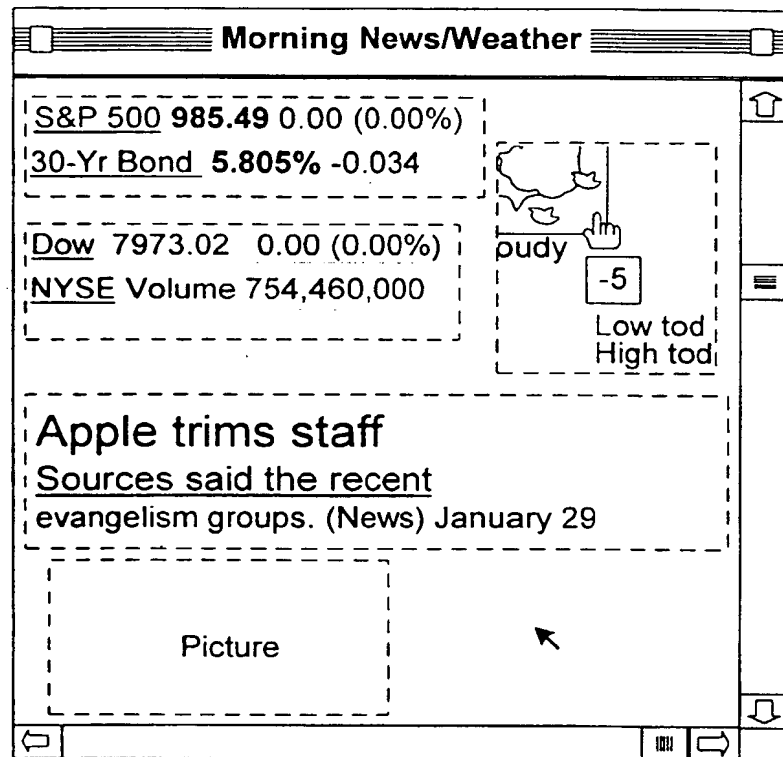 Morning News/Weather
S&P 500 985.49 0.00 (0.00%)
30-Yr Bond 5.805% -0.034
Dow 7973.02 0.00 (0.00%)
NYSE Volume 754,460,000
oudy
-5
Low tod
High tod
Apple trims staff
Sources said the recent
evangelism groups. (News) January 29
Picture